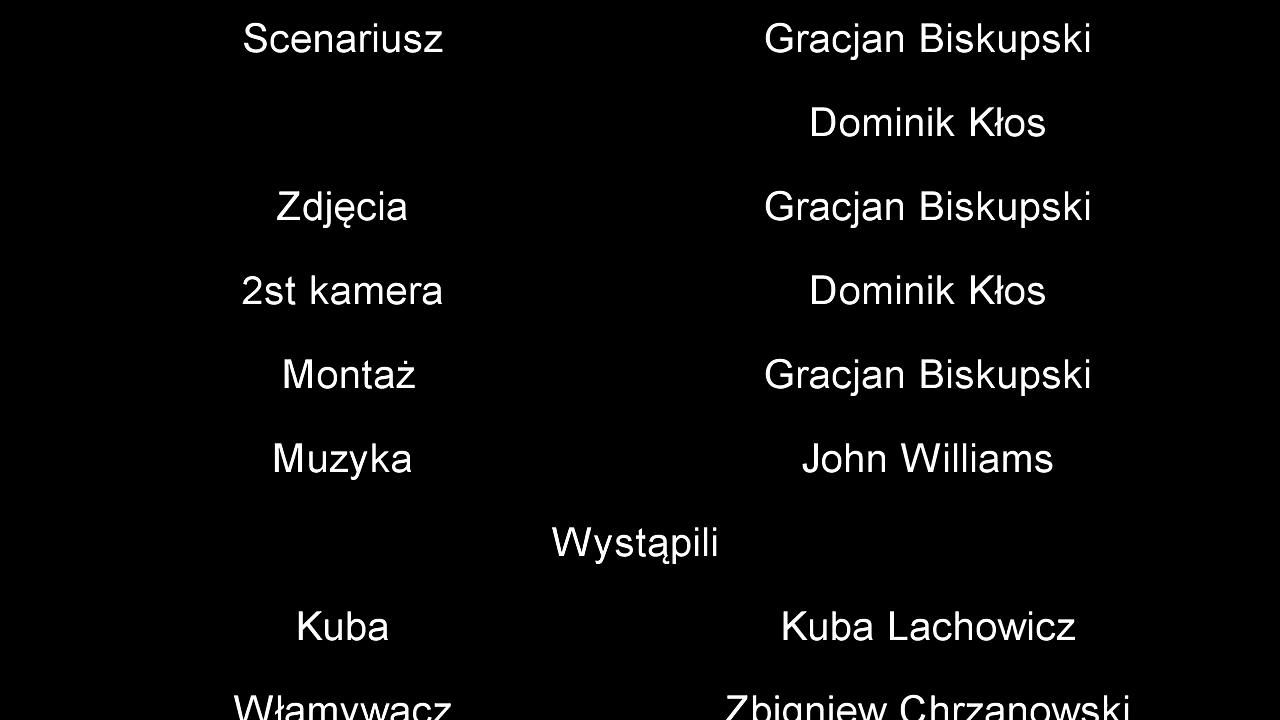 Scenariusz Gracjan Biskupski
Dominik Kłos
Zdjęcia Gracjan Biskupski
2st kamera Dominik Kłos
Montaż Gracjan Biskupski
Muzyka John Williams
Wystąpili
Kuba Kuba Lachowicz
Włamywacz Zbigniew Chrzanowski